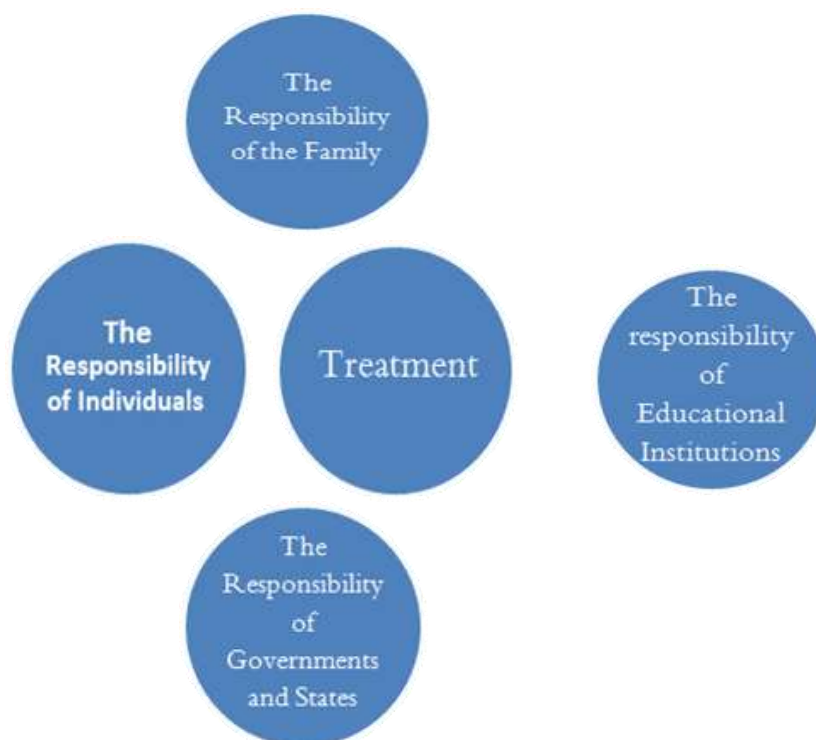 The
Responsibility
of the Family
The
Responsibility
of Individuals
Treatment
The
responsibility
of
Educational
Institutions
The
Responsibility
of
Governments
and States